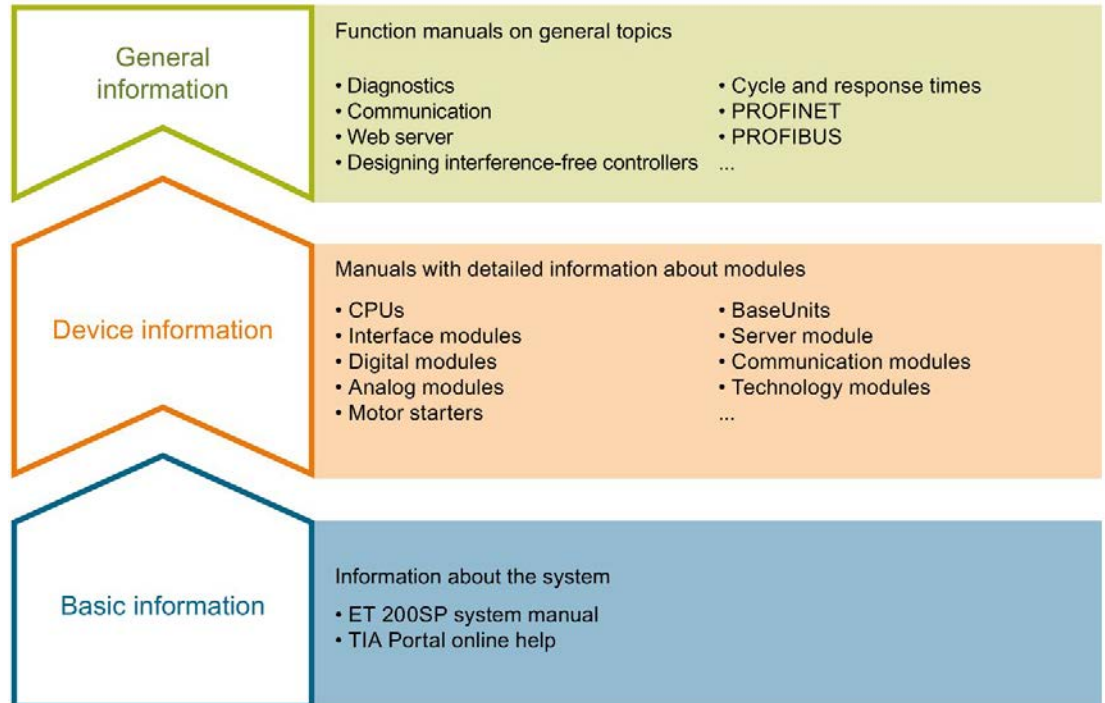 General
information
Function manuals on general topics
• Diagnostics
• Communication
• Web server
• Designing interference-free controllers
• Cycle and response times
• PROFINET
• PROFIBUS
...
Device information
Manuals with detailed information about modules
• CPUs
• Interface modules
• Digital modules
• Analog modules
• Motor starters
• BaseUnits
• Server module
• Communication modules
• Technology modules
...
Basic information
Information about the system
• ET 200SP system manual
• TIA Portal online help